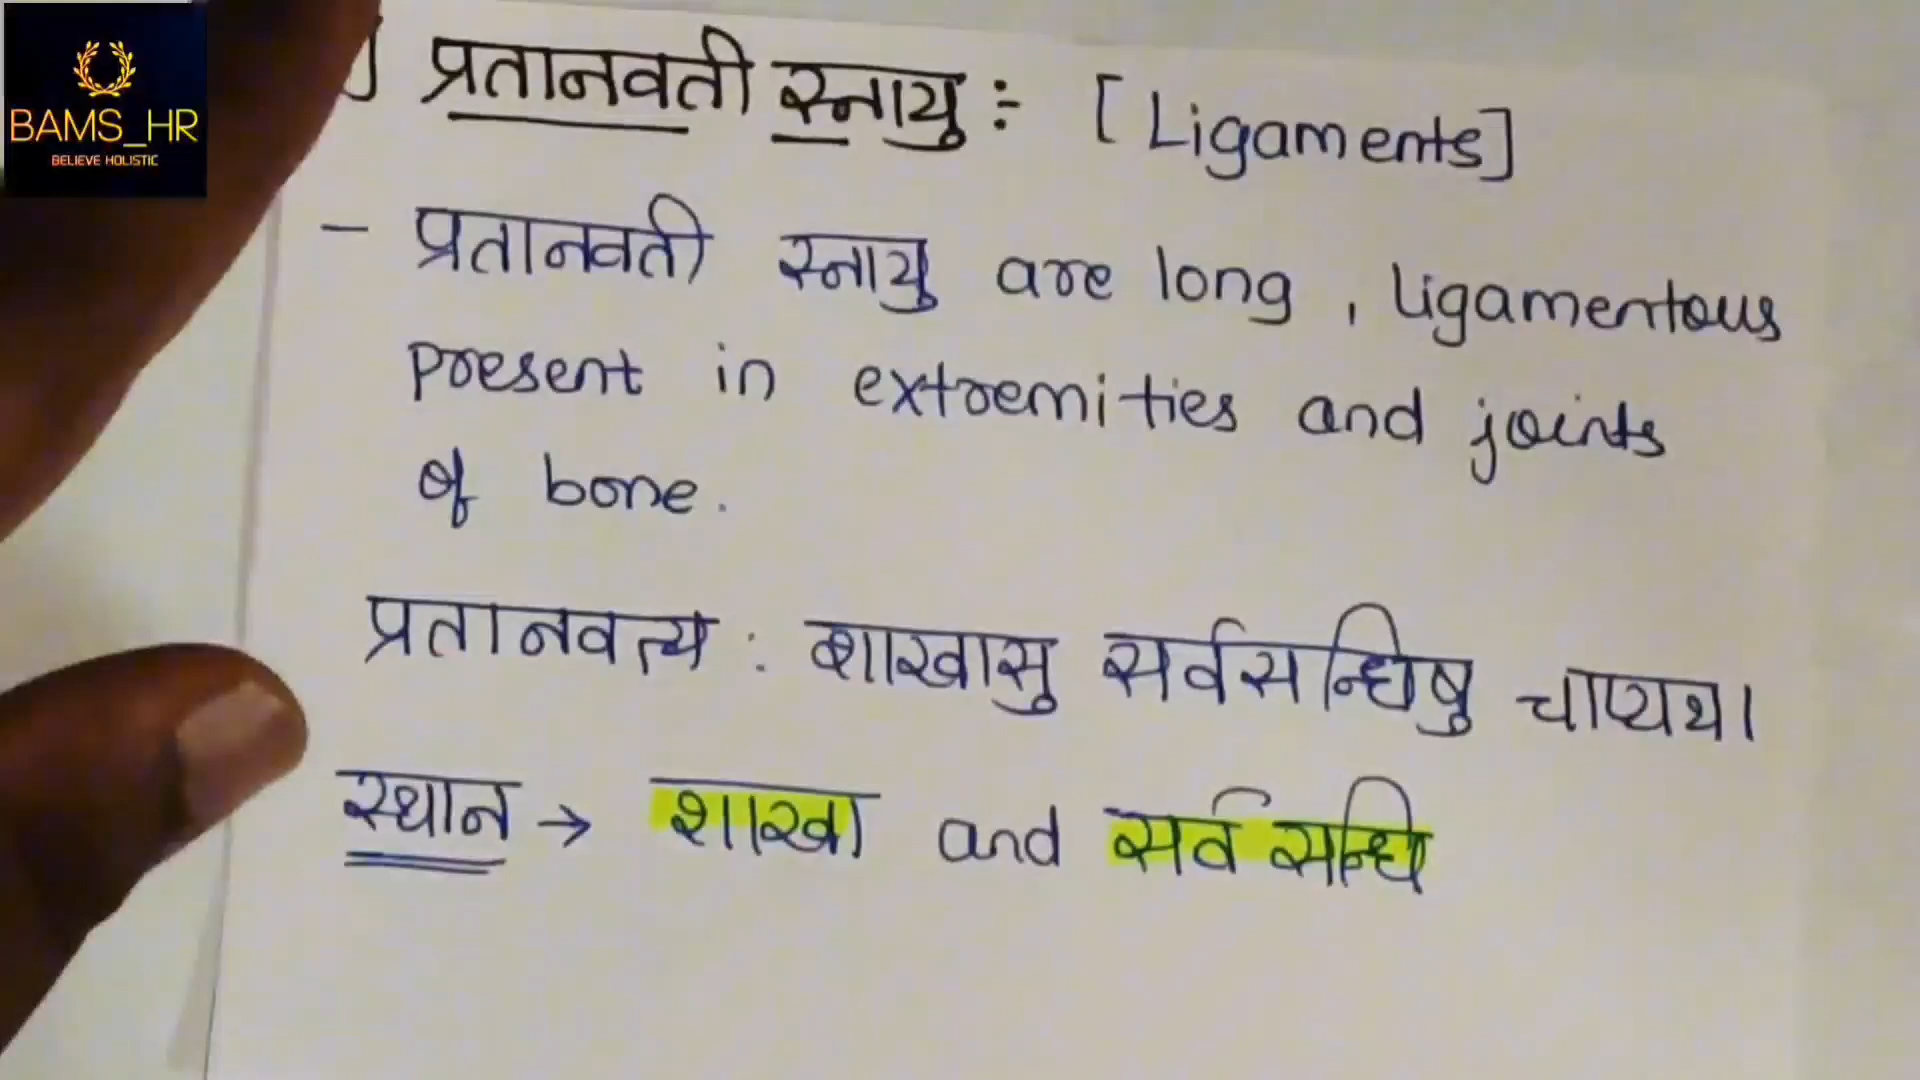 BAMS_HR
BELIEVE HOLISTIC
] प्रतानवती स्नायु :- [Ligaments]
- प्रतानवती स्नायु are long, ligamentous
present in extremities and joints
of bone.
प्रतानवत्य : शाखासु सर्वसन्धिषु चाप्यथ।
स्थान → शाखा and सर्व सन्धि